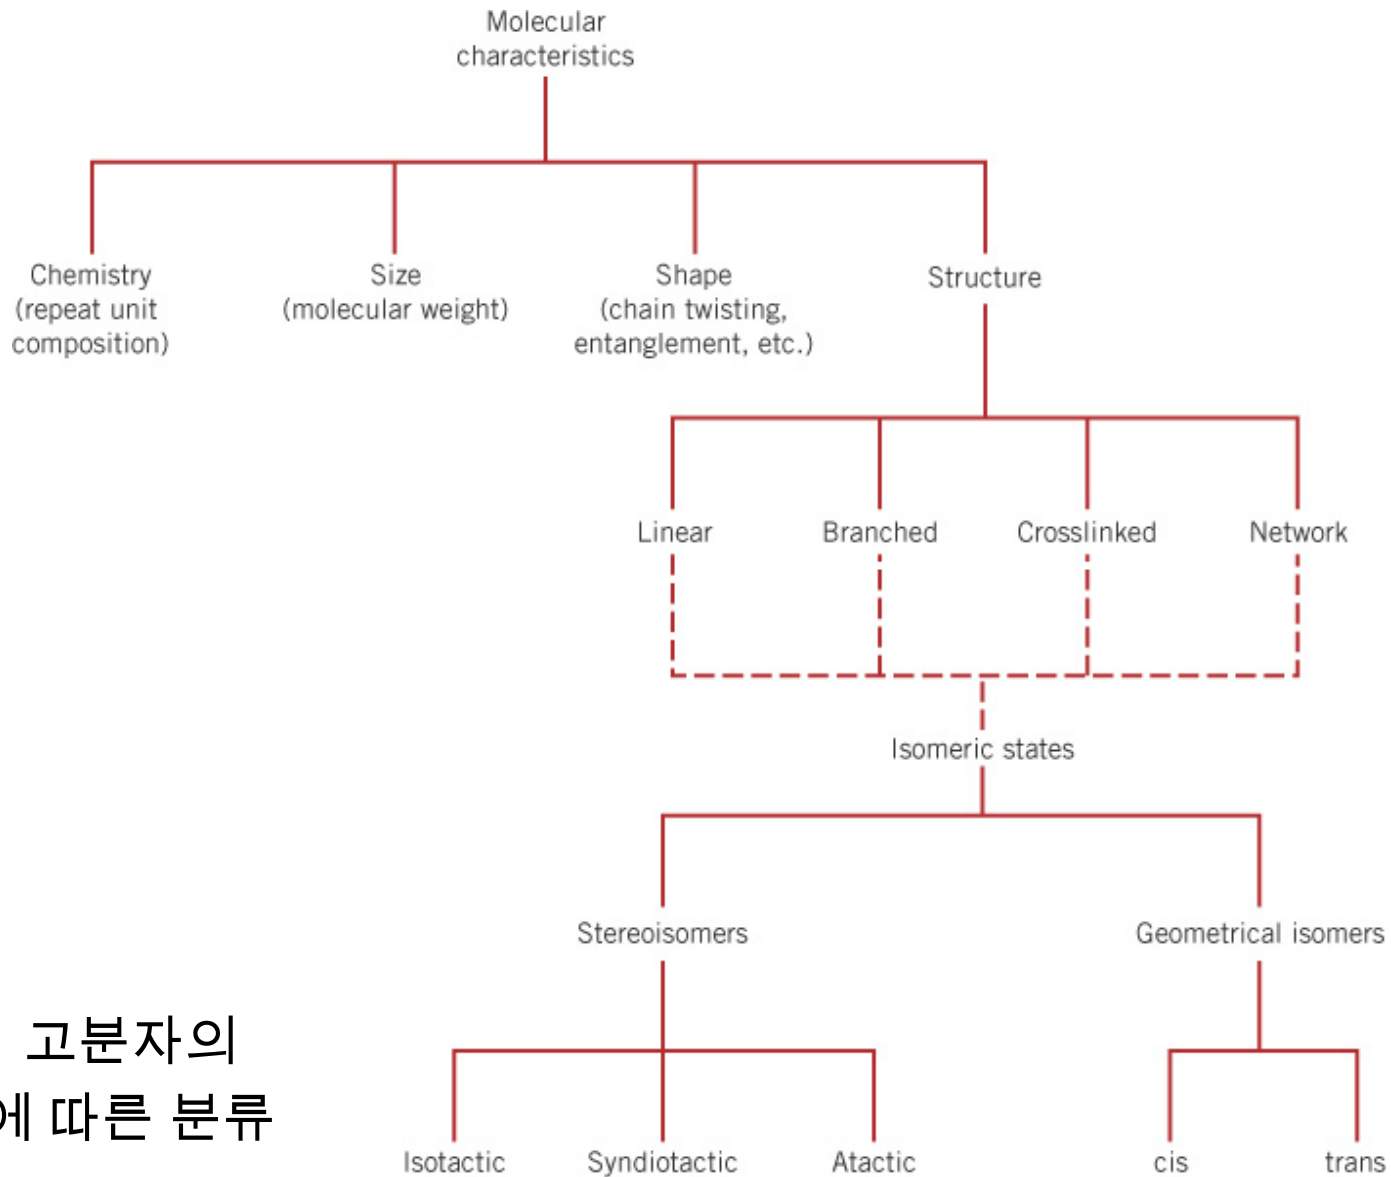 Molecular
characteristics
Chemistry
(repeat unit
composition)
Size
(molecular weight)
Shape
(chain twisting,
entanglement, etc.)
Structure
Linear
Branched
Crosslinked
Network
Isomeric states
Stereoisomers
Geometrical isomers
고분자의
에 따른 분류
Isotactic
Syndiotactic
Atactic
cis
trans